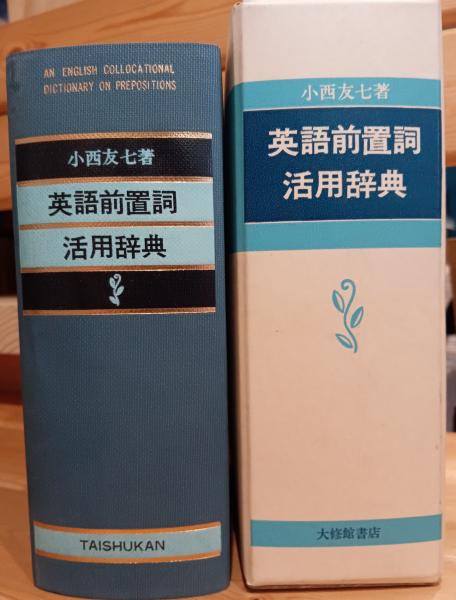 AN ENGLISH COLLOCATIONAL
DICTIONARY ON PREPOSITIONS
小西友七著
英語前置詞
活用辞典
TAISHUKAN
小西友七著
英語前置詞
活用辞典
大修館書店